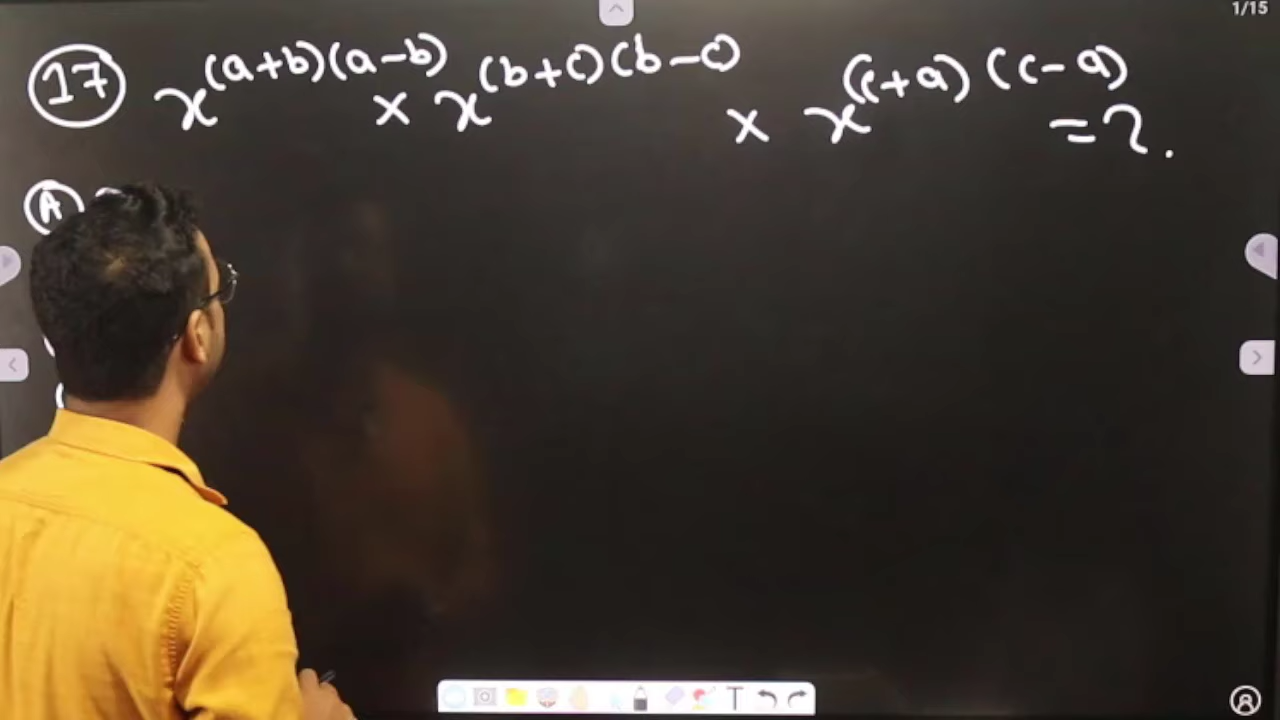 1/15
17 x^(a+b)(a-b) × x^(b+c)(b-c) × x^(c+a)(c-a) = ?.
A
T